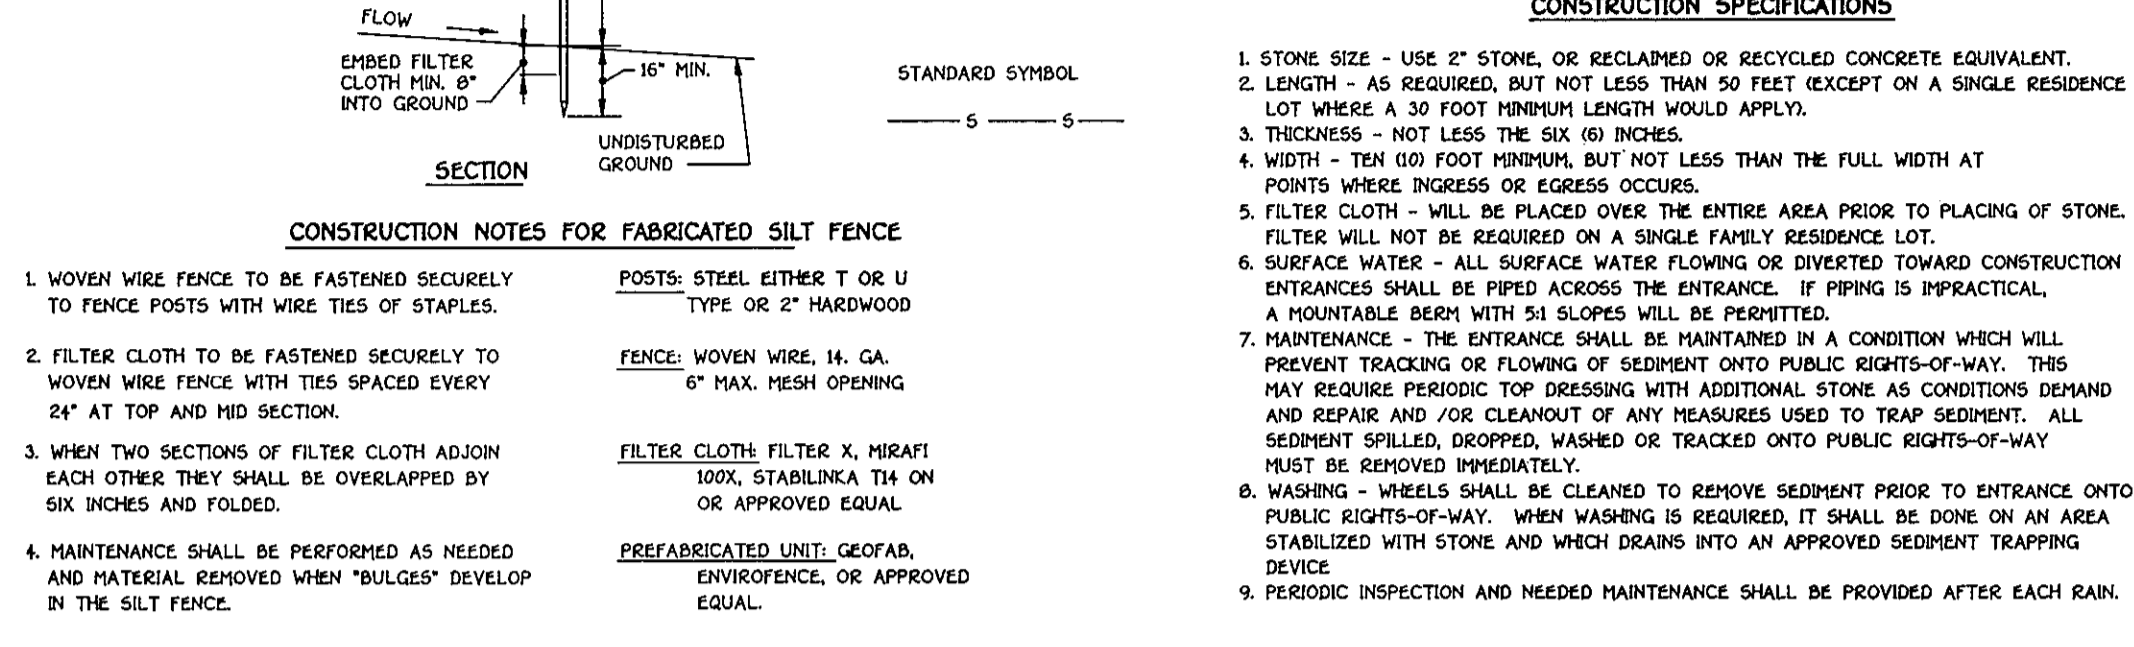 FLOW
EMBED FILTER
CLOTH MIN. 8"
INTO GROUND
16" MIN.
UNDISTURBED
GROUND
SECTION
STANDARD SYMBOL
S S
CONSTRUCTION NOTES FOR FABRICATED SILT FENCE
1. WOVEN WIRE FENCE TO BE FASTENED SECURELY
TO FENCE POSTS WITH WIRE TIES OF STAPLES.
2. FILTER CLOTH TO BE FASTENED SECURELY TO
WOVEN WIRE FENCE WITH TIES SPACED EVERY
24" AT TOP AND MID SECTION.
3. WHEN TWO SECTIONS OF FILTER CLOTH ADJOIN
EACH OTHER THEY SHALL BE OVERLAPPED BY
SIX INCHES AND FOLDED.
4. MAINTENANCE SHALL BE PERFORMED AS NEEDED
AND MATERIAL REMOVED WHEN "BULGES" DEVELOP
IN THE SILT FENCE.
POSTS: STEEL EITHER T OR U
TYPE OR 2" HARDWOOD
FENCE: WOVEN WIRE, 14. GA.
6" MAX. MESH OPENING
FILTER CLOTH: FILTER X, MIRAFI
100X, STABILINKA T14 ON
OR APPROVED EQUAL
PREFABRICATED UNIT: GEOFAB,
ENVIROFENCE, OR APPROVED
EQUAL.
CONSTRUCTION SPECIFICATIONS
1. STONE SIZE - USE 2" STONE, OR RECLAIMED OR RECYCLED CONCRETE EQUIVALENT.
2. LENGTH - AS REQUIRED, BUT NOT LESS THAN 50 FEET (EXCEPT ON A SINGLE RESIDENCE
LOT WHERE A 30 FOOT MINIMUM LENGTH WOULD APPLY).
3. THICKNESS - NOT LESS THE SIX (6) INCHES.
4. WIDTH - TEN (10) FOOT MINIMUM, BUT NOT LESS THAN THE FULL WIDTH AT
POINTS WHERE INGRESS OR EGRESS OCCURS.
5. FILTER CLOTH - WILL BE PLACED OVER THE ENTIRE AREA PRIOR TO PLACING OF STONE.
FILTER WILL NOT BE REQUIRED ON A SINGLE FAMILY RESIDENCE LOT.
6. SURFACE WATER - ALL SURFACE WATER FLOWING OR DIVERTED TOWARD CONSTRUCTION
ENTRANCES SHALL BE PIPED ACROSS THE ENTRANCE. IF PIPING IS IMPRACTICAL,
A MOUNTABLE BERM WITH 5:1 SLOPES WILL BE PERMITTED.
7. MAINTENANCE - THE ENTRANCE SHALL BE MAINTAINED IN A CONDITION WHICH WILL
PREVENT TRACKING OR FLOWING OF SEDIMENT ONTO PUBLIC RIGHTS-OF-WAY. THIS
MAY REQUIRE PERIODIC TOP DRESSING WITH ADDITIONAL STONE AS CONDITIONS DEMAND
AND REPAIR AND /OR CLEANOUT OF ANY MEASURES USED TO TRAP SEDIMENT. ALL
SEDIMENT SPILLED, DROPPED, WASHED OR TRACKED ONTO PUBLIC RIGHTS-OF-WAY
MUST BE REMOVED IMMEDIATELY.
8. WASHING - WHEELS SHALL BE CLEANED TO REMOVE SEDIMENT PRIOR TO ENTRANCE ONTO
PUBLIC RIGHTS-OF-WAY. WHEN WASHING IS REQUIRED, IT SHALL BE DONE ON AN AREA
STABILIZED WITH STONE AND WHICH DRAINS INTO AN APPROVED SEDIMENT TRAPPING
DEVICE
9. PERIODIC INSPECTION AND NEEDED MAINTENANCE SHALL BE PROVIDED AFTER EACH RAIN.